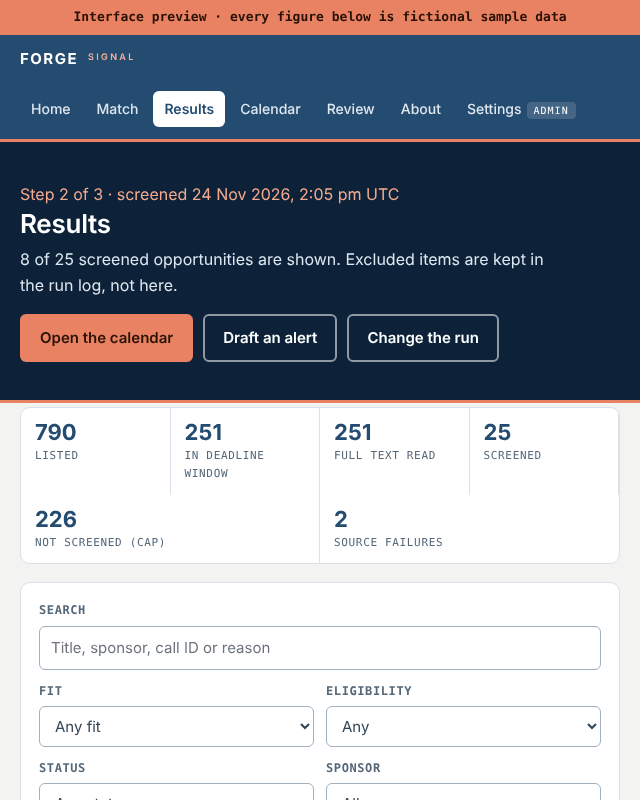 Interface preview · every figure below is fictional sample data
FORGE SIGNAL
Home Match Results Calendar Review About Settings ADMIN
Step 2 of 3 · screened 24 Nov 2026, 2:05 pm UTC
Results
8 of 25 screened opportunities are shown. Excluded items are kept in
the run log, not here.
Open the calendar Draft an alert Change the run
790 251 251 25
LISTED IN DEADLINE FULL TEXT READ SCREENED
WINDOW
226 2
NOT SCREENED (CAP) SOURCE FAILURES
SEARCH
Title, sponsor, call ID or reason
FIT ELIGIBILITY
Any fit Any
STATUS SPONSOR